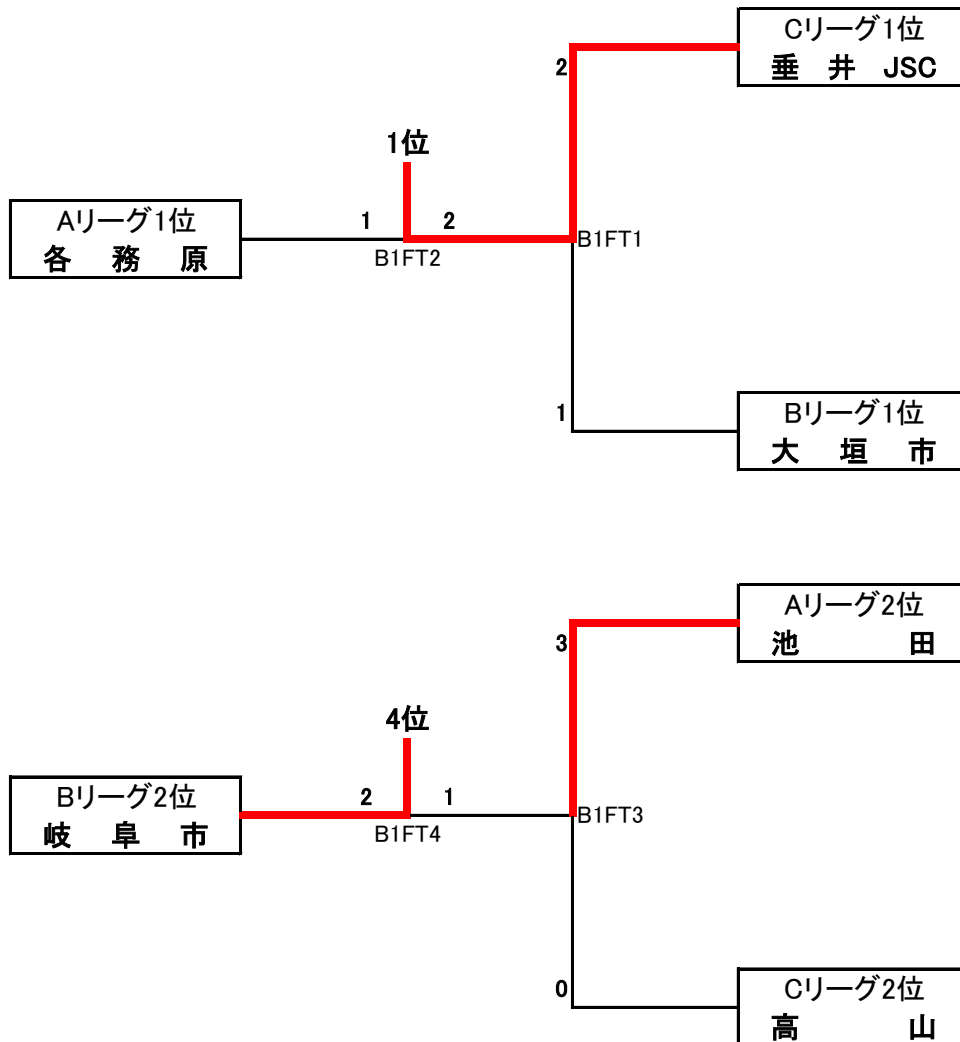 Cリーグ1位
垂 井 JSC
2
1位
Aリーグ1位
各 務 原
1 2
B1FT1
B1FT2
1
Bリーグ1位
大 垣 市
Aリーグ2位
池 田
3
4位
Bリーグ2位
岐 阜 市
2 1
B1FT3
B1FT4
0
Cリーグ2位
高 山